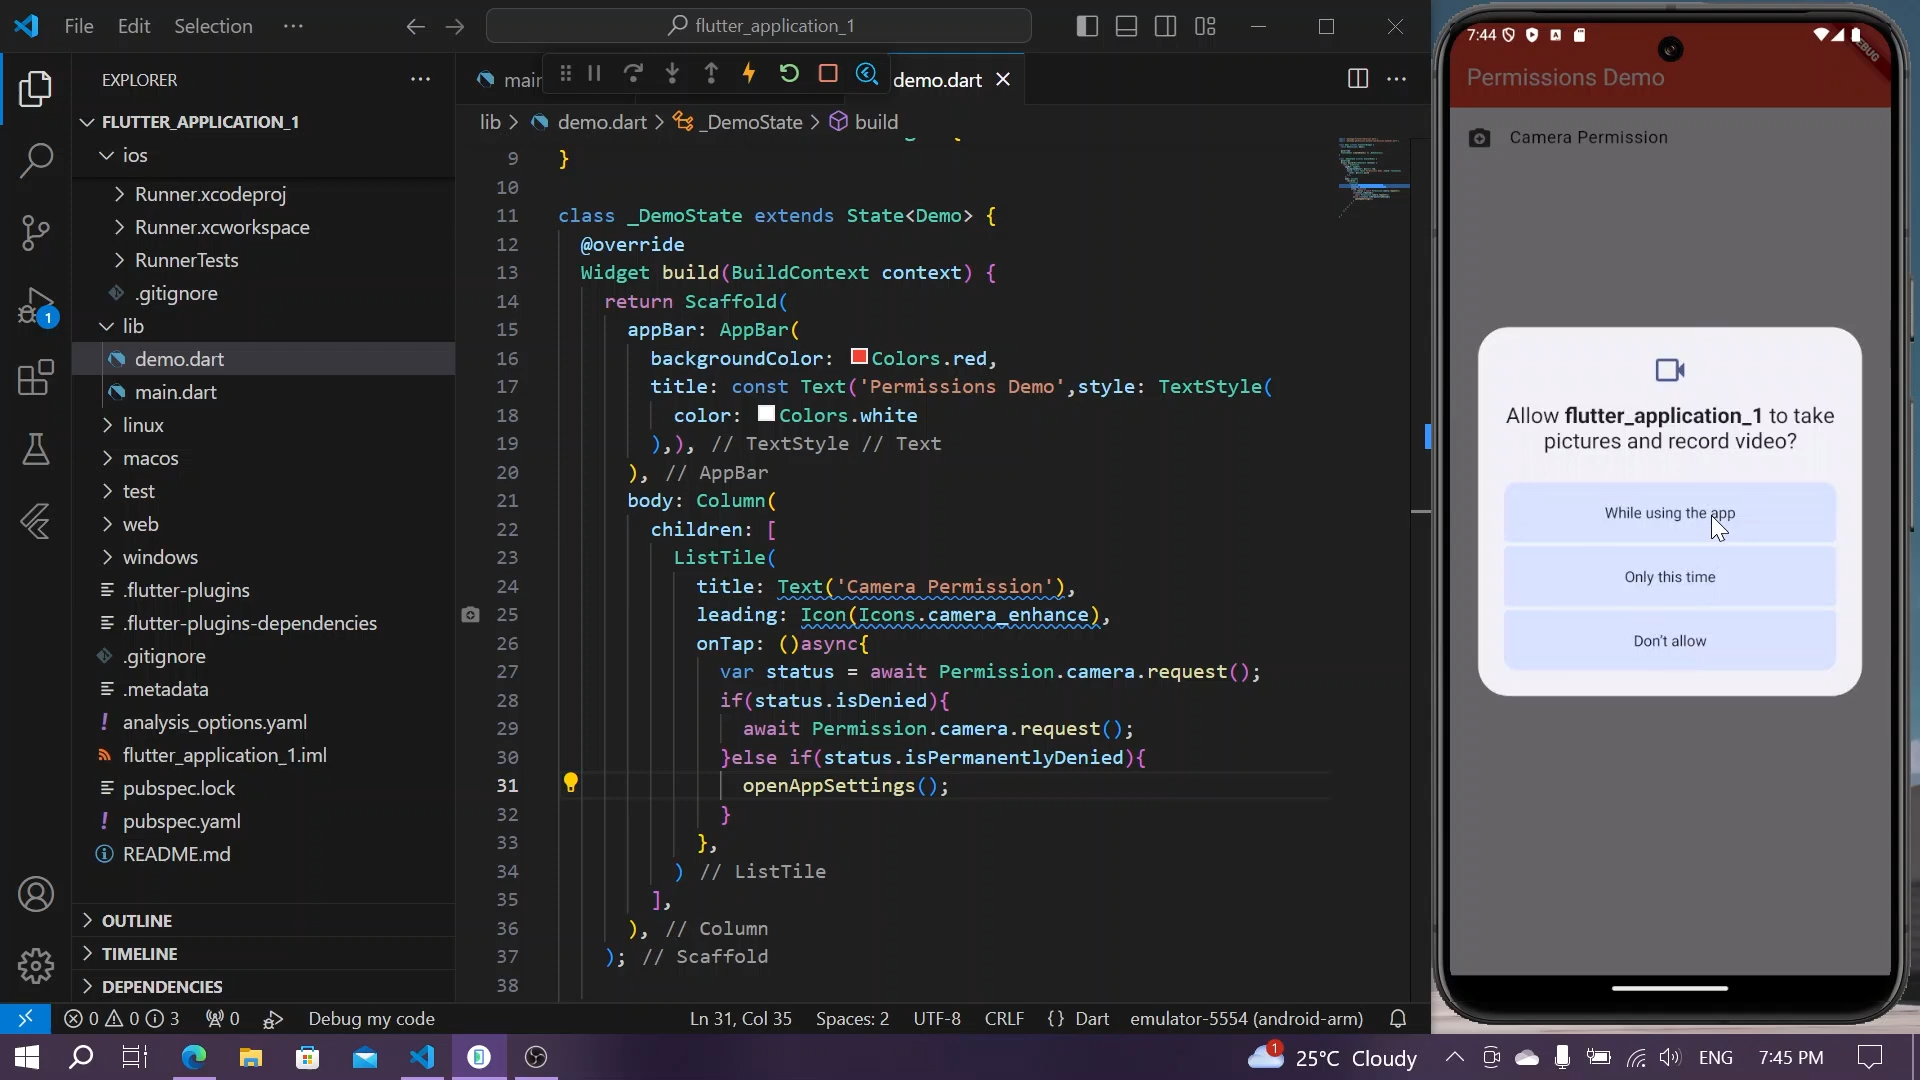 File Edit Selection ···
flutter_application_1
EXPLORER
FLUTTER_APPLICATION_1
ios
Runner.xcodeproj
Runner.xcworkspace
RunnerTests
.gitignore
lib
demo.dart
main.dart
linux
macos
test
web
windows
.flutter-plugins
.flutter-plugins-dependencies
.gitignore
.metadata
analysis_options.yaml
flutter_application_1.iml
pubspec.lock
pubspec.yaml
README.md
OUTLINE
TIMELINE
DEPENDENCIES
1
demo.dart
lib > demo.dart > _DemoState > build
9 }
10
11 class _DemoState extends State<Demo> {
12 @override
13 Widget build(BuildContext context) {
14 return Scaffold(
15 appBar: AppBar(
16 backgroundColor: Colors.red,
17 title: const Text('Permissions Demo',style: TextStyle(
18 color: Colors.white
19 ),), // TextStyle // Text
20 ), // AppBar
21 body: Column(
22 children: [
23 ListTile(
24 title: Text('Camera Permission'),
25 leading: Icon(Icons.camera_enhance),
26 onTap: ()async{
27 var status = await Permission.camera.request();
28 if(status.isDenied){
29 await Permission.camera.request();
30 }else if(status.isPermanentlyDenied){
31 openAppSettings();
32 }
33 },
34 ) // ListTile
35 ],
36 ), // Column
37 ); // Scaffold
38
0 0 3 0 Debug my code Ln 31, Col 35 Spaces: 2 UTF-8 CRLF {} Dart emulator-5554 (android-arm)
7:44
DEBUG
Permissions Demo
Camera Permission
Allow flutter_application_1 to take
pictures and record video?
While using the app
Only this time
Don't allow
1 25°C Cloudy ENG 7:45 PM